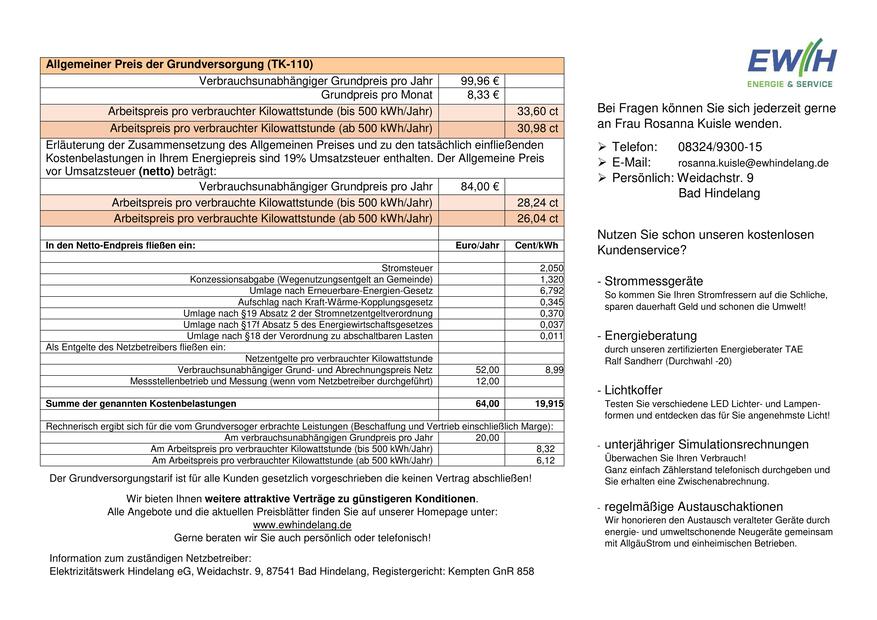 Allgemeiner Preis der Grundversorgung (TK-110)
Verbrauchsunabhängiger Grundpreis pro Jahr 99,96 €
Grundpreis pro Monat 8,33 €
Arbeitspreis pro verbrauchter Kilowattstunde (bis 500 kWh/Jahr) 33,60 ct
Arbeitspreis pro verbrauchter Kilowattstunde (ab 500 kWh/Jahr) 30,98 ct
Erläuterung der Zusammensetzung des Allgemeinen Preises und zu den tatsächlich einfließenden
Kostenbelastungen in Ihrem Energiepreis sind 19% Umsatzsteuer enthalten. Der Allgemeine Preis
vor Umsatzsteuer (netto) beträgt:
Verbrauchsunabhängiger Grundpreis pro Jahr 84,00 €
Arbeitspreis pro verbrauchte Kilowattstunde (bis 500 kWh/Jahr) 28,24 ct
Arbeitspreis pro verbrauchte Kilowattstunde (ab 500 kWh/Jahr) 26,04 ct
In den Netto-Endpreis fließen ein: Euro/Jahr Cent/kWh
Stromsteuer 2,050
Konzessionsabgabe (Wegenutzungsentgelt an Gemeinde) 1,320
Umlage nach Erneuerbare-Energien-Gesetz 6,792
Aufschlag nach Kraft-Wärme-Kopplungsgesetz 0,345
Umlage nach §19 Absatz 2 der Stromnetzentgeltverordnung 0,370
Umlage nach §17f Absatz 5 des Energiewirtschaftsgesetzes 0,037
Umlage nach §18 der Verordnung zu abschaltbaren Lasten 0,011
Als Entgelte des Netzbetreibers fließen ein:
Netzentgelte pro verbrauchter Kilowattstunde
Verbrauchsunabhängiger Grund- und Abrechnungspreis Netz 52,00 8,99
Messstellenbetrieb und Messung (wenn vom Netzbetreiber durchgeführt) 12,00
Summe der genannten Kostenbelastungen 64,00 19,915
Rechnerisch ergibt sich für die vom Grundversoger erbrachte Leistungen (Beschaffung und Vertrieb einschließlich Marge):
Am verbrauchsunabhängigen Grundpreis pro Jahr 20,00
Am Arbeitspreis pro verbrauchter Kilowattstunde (bis 500 kWh/Jahr) 8,32
Am Arbeitspreis pro verbrauchter Kilowattstunde (ab 500 kWh/Jahr) 6,12
Der Grundversorgungstarif ist für alle Kunden gesetzlich vorgeschrieben die keinen Vertrag abschließen!
Wir bieten Ihnen weitere attraktive Verträge zu günstigeren Konditionen.
Alle Angebote und die aktuellen Preisblätter finden Sie auf unserer Homepage unter:
www.ewhindelang.de
Gerne beraten wir Sie auch persönlich oder telefonisch!
Information zum zuständigen Netzbetreiber:
Elektrizitätswerk Hindelang eG, Weidachstr. 9, 87541 Bad Hindelang, Registergericht: Kempten GnR 858
EWH
ENERGIE & SERVICE
Bei Fragen können Sie sich jederzeit gerne
an Frau Rosanna Kuisle wenden.
➢ Telefon: 08324/9300-15
➢ E-Mail: rosanna.kuisle@ewhindelang.de
➢ Persönlich: Weidachstr. 9
Bad Hindelang
Nutzen Sie schon unseren kostenlosen
Kundenservice?
- Strommessgeräte
So kommen Sie Ihren Stromfressern auf die Schliche,
sparen dauerhaft Geld und schonen die Umwelt!
- Energieberatung
durch unseren zertifizierten Energieberater TAE
Ralf Sandherr (Durchwahl -20)
- Lichtkoffer
Testen Sie verschiedene LED Lichter- und Lampen-
formen und entdecken das für Sie angenehmste Licht!
- unterjähriger Simulationsrechnungen
Überwachen Sie Ihren Verbrauch!
Ganz einfach Zählerstand telefonisch durchgeben und
Sie erhalten eine Zwischenabrechnung.
- regelmäßige Austauschaktionen
Wir honorieren den Austausch veralteter Geräte durch
energie- und umweltschonende Neugeräte gemeinsam
mit AllgäuStrom und einheimischen Betrieben.